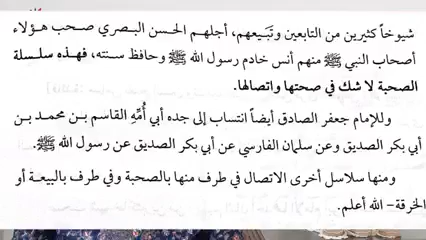 شيوخاً كثيرين من التابعين وتَبَعِهم، أجلهم الحسن البصري صحب هؤلاء
أصحاب النبي ﷺ منهم أنس خادم رسول الله ﷺ وحافظ سنته، فهذه سلسلة
الصحبة لا شك في صحتها واتصالها.
وللإمام جعفر الصادق أيضاً انتساب إلى جده أبي أُمِّهِ القاسم بن محمد بن
أبي بكر الصديق وعن سلمان الفارسي عن أبي بكر الصديق عن رسول الله ﷺ.
ومنها سلاسل أخرى الاتصال في طرف منها بالصحبة وفي طرف بالبيعة أو
الخرقة- الله أعلم.